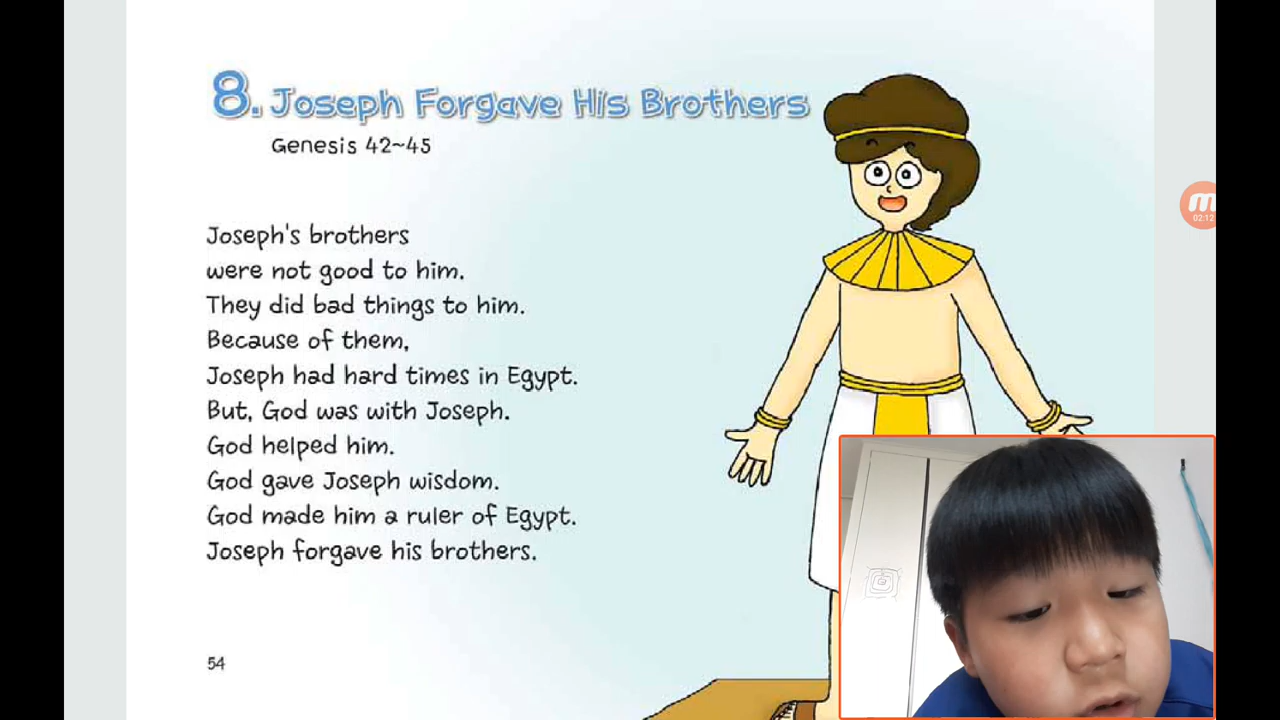 8. Joseph Forgave His Brothers
Genesis 42~45
Joseph's brothers
were not good to him.
They did bad things to him.
Because of them,
Joseph had hard times in Egypt.
But, God was with Joseph.
God helped him.
God gave Joseph wisdom.
God made him a ruler of Egypt.
Joseph forgave his brothers.
54
M
02:12